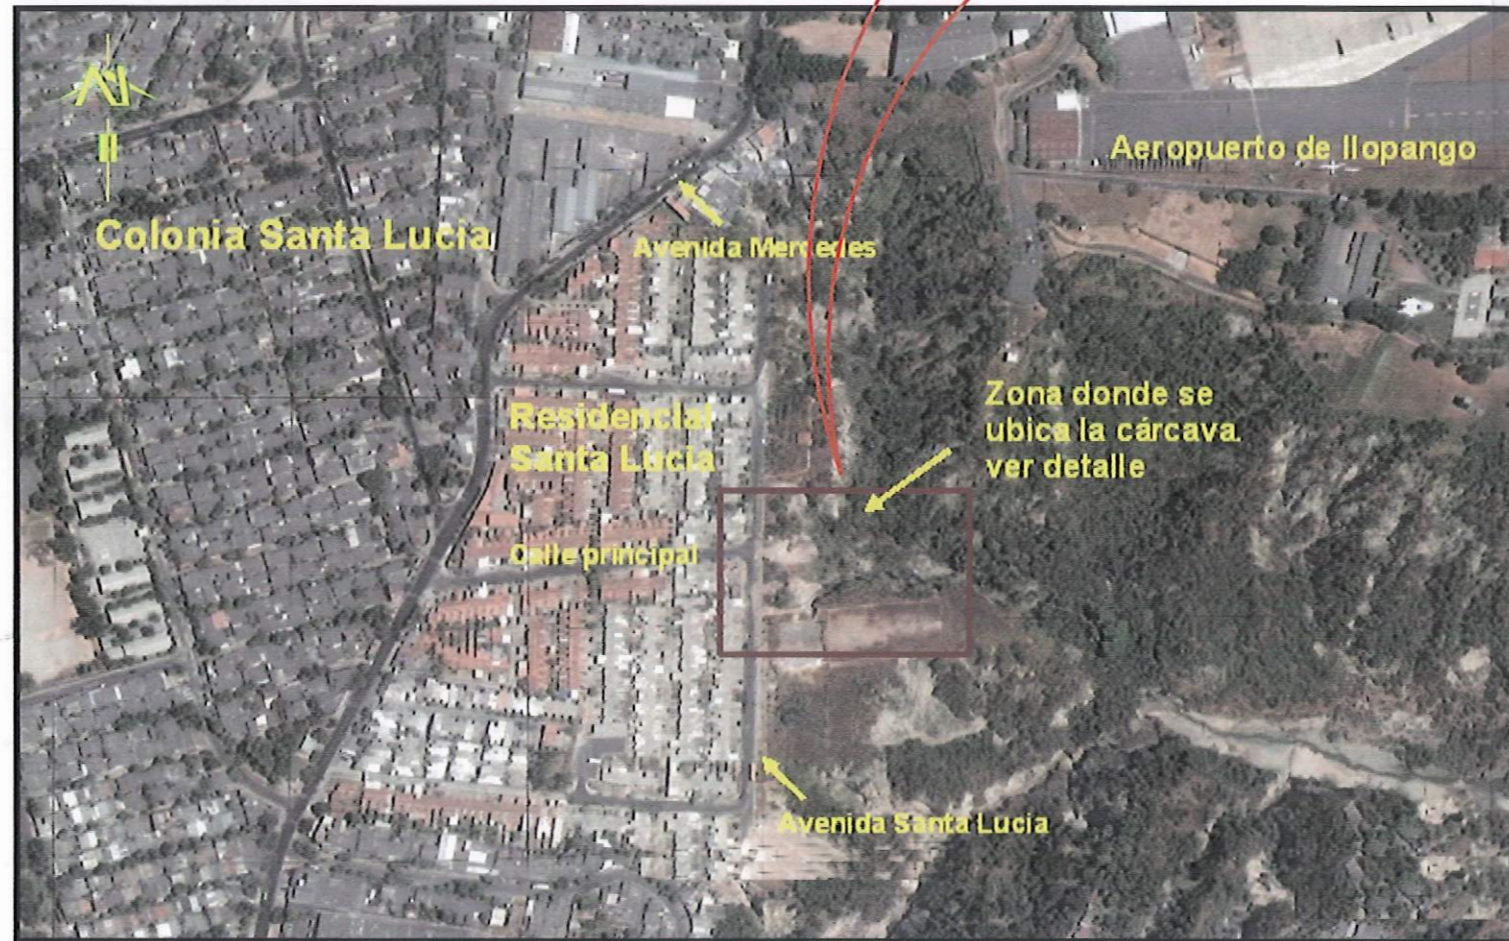 N
Aeropuerto de Ilopango
Colonia Santa Lucia
Avenida Mercedes
Zona donde se
ubica la cárcava
ver detalle
Residencial
Santa Lucia
Calle principal
Avenida Santa Lucia